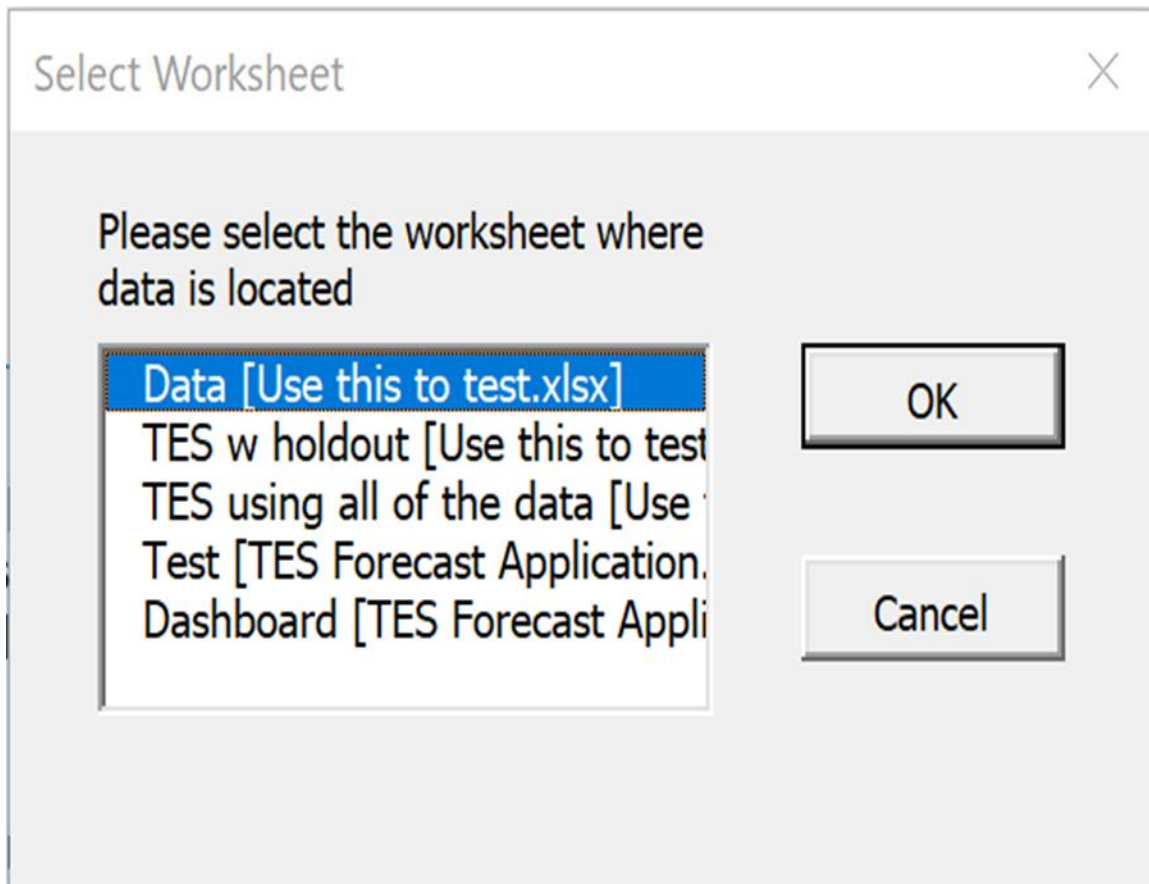 Select Worksheet
Please select the worksheet where
data is located
Data [Use this to test.xlsx]
TES w holdout [Use this to test
TES using all of the data [Use
Test [TES Forecast Application.
Dashboard [TES Forecast Appli
OK
Cancel